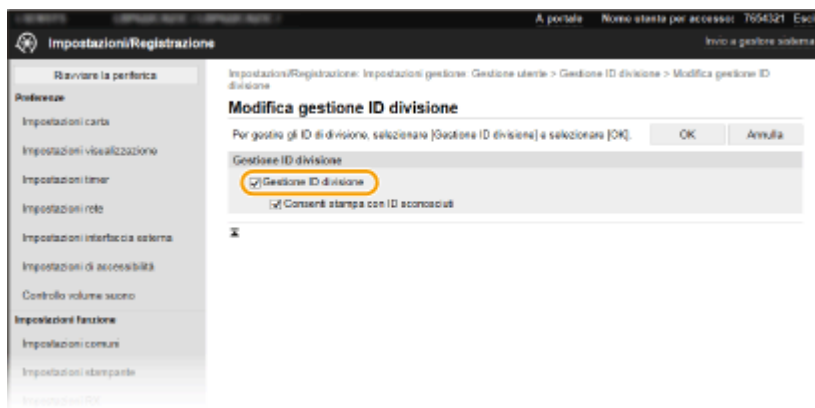 A portale Nome utente per accesso: 7654321 Esci
Impostazioni/Registrazione
Invio a gestore sistema
Riavviare la periferica
Preferenze
Impostazioni carta
Impostazioni visualizzazione
Impostazioni timer
Impostazioni rete
Impostazioni interfaccia esterna
Impostazioni di accessibilità
Controllo volume suono
Impostazioni funzione
Impostazioni comuni
Impostazioni stampante
Impostazioni/Registrazione: Impostazioni gestione: Gestione utente > Gestione ID divisione > Modifica gestione ID
divisione
Modifica gestione ID divisione
Per gestire gli ID di divisione, selezionare [Gestione ID divisione] e selezionare [OK].
OK
Annulla
Gestione ID divisione
Gestione ID divisione
Consenti stampa con ID sconosciuti